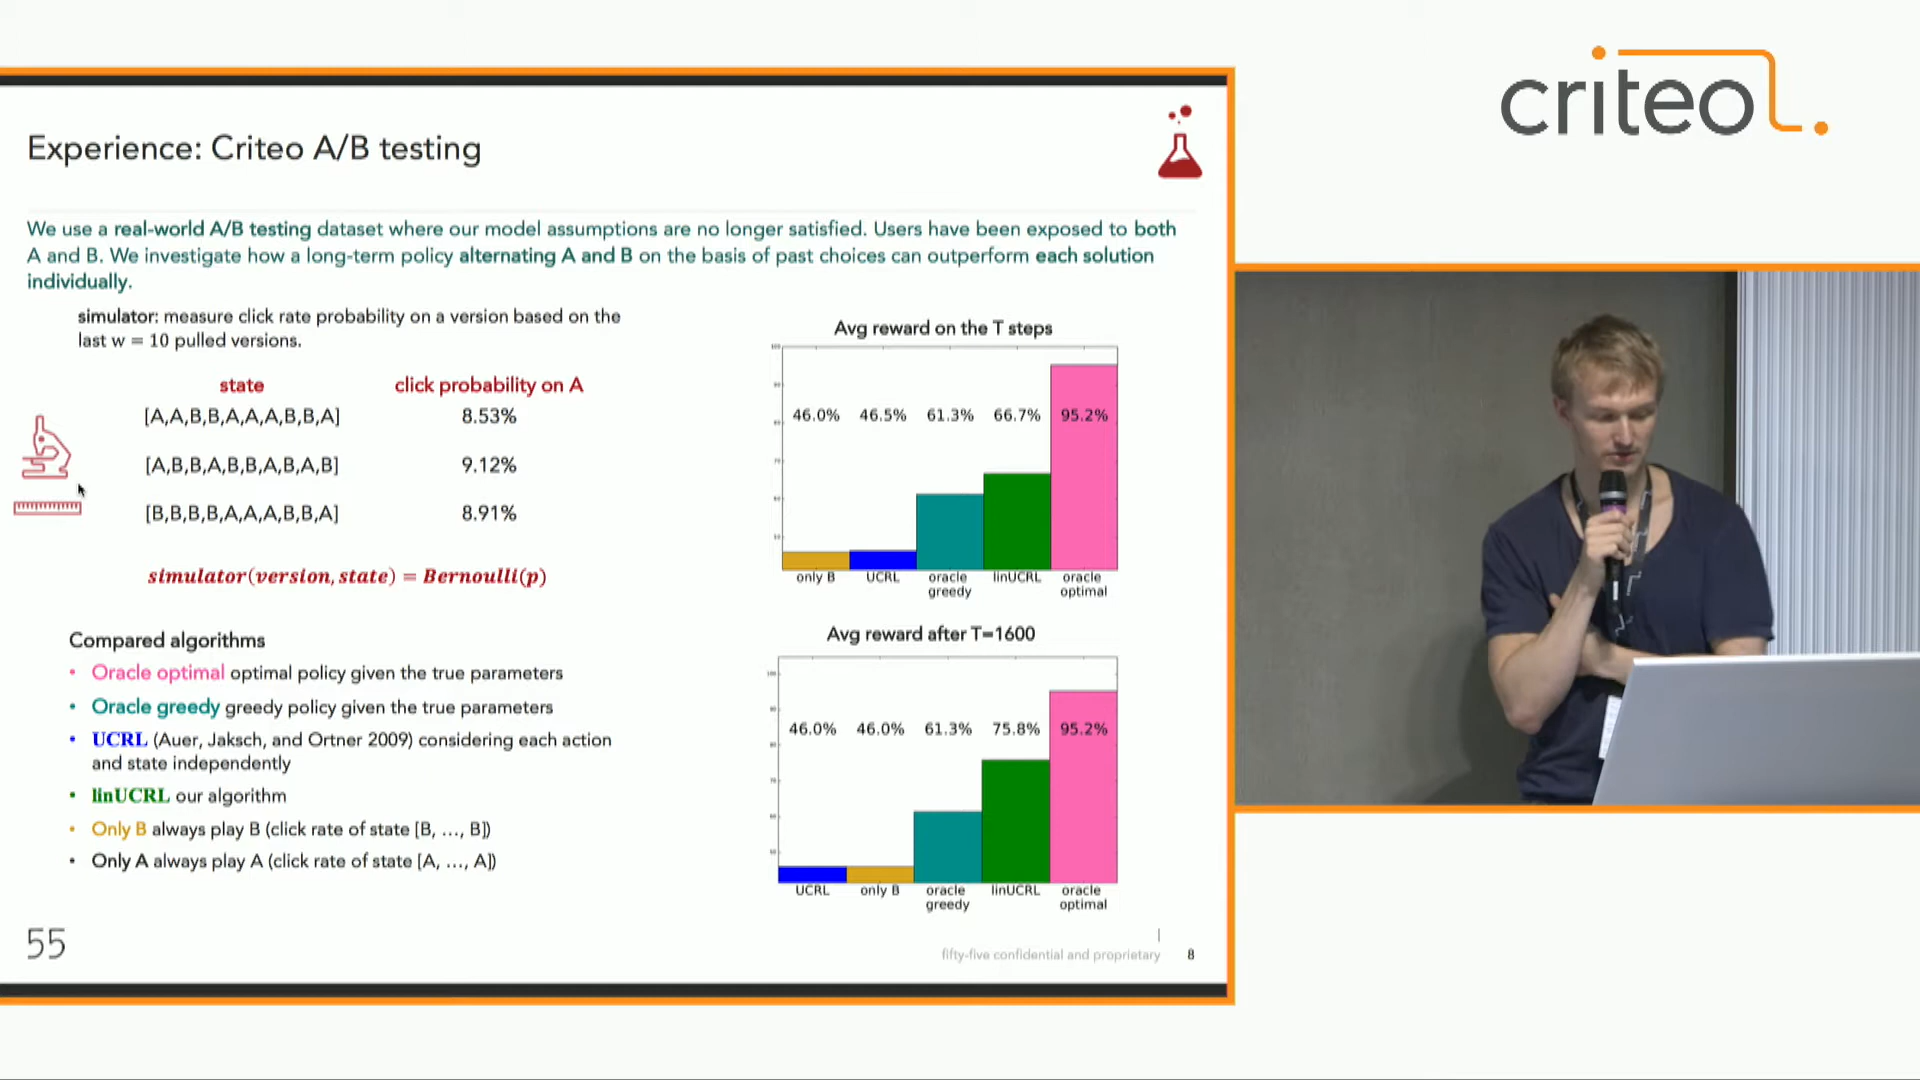 criteo.
Experience: Criteo A/B testing
We use a real-world A/B testing dataset where our model assumptions are no longer satisfied. Users have been exposed to both
A and B. We investigate how a long-term policy alternating A and B on the basis of past choices can outperform each solution
individually.
simulator: measure click rate probability on a version based on the
last w = 10 pulled versions.
state click probability on A
[A,A,B,B,A,A,A,B,B,A] 8.53%
[A,B,B,A,B,B,A,B,A,B] 9.12%
[B,B,B,B,A,A,A,B,B,A] 8.91%
simulator(version, state) = Bernoulli(p)
Compared algorithms
• Oracle optimal optimal policy given the true parameters
• Oracle greedy greedy policy given the true parameters
• UCRL (Auer, Jaksch, and Ortner 2009) considering each action
and state independently
• linUCRL our algorithm
• Only B always play B (click rate of state [B, ..., B])
• Only A always play A (click rate of state [A, ..., A])
Avg reward on the T steps
46.0% 46.5% 61.3% 66.7% 95.2%
only B UCRL oracle linUCRL oracle
greedy optimal
Avg reward after T=1600
46.0% 46.0% 61.3% 75.8% 95.2%
UCRL only B oracle linUCRL oracle
greedy optimal
55
fifty-five confidential and proprietary 8